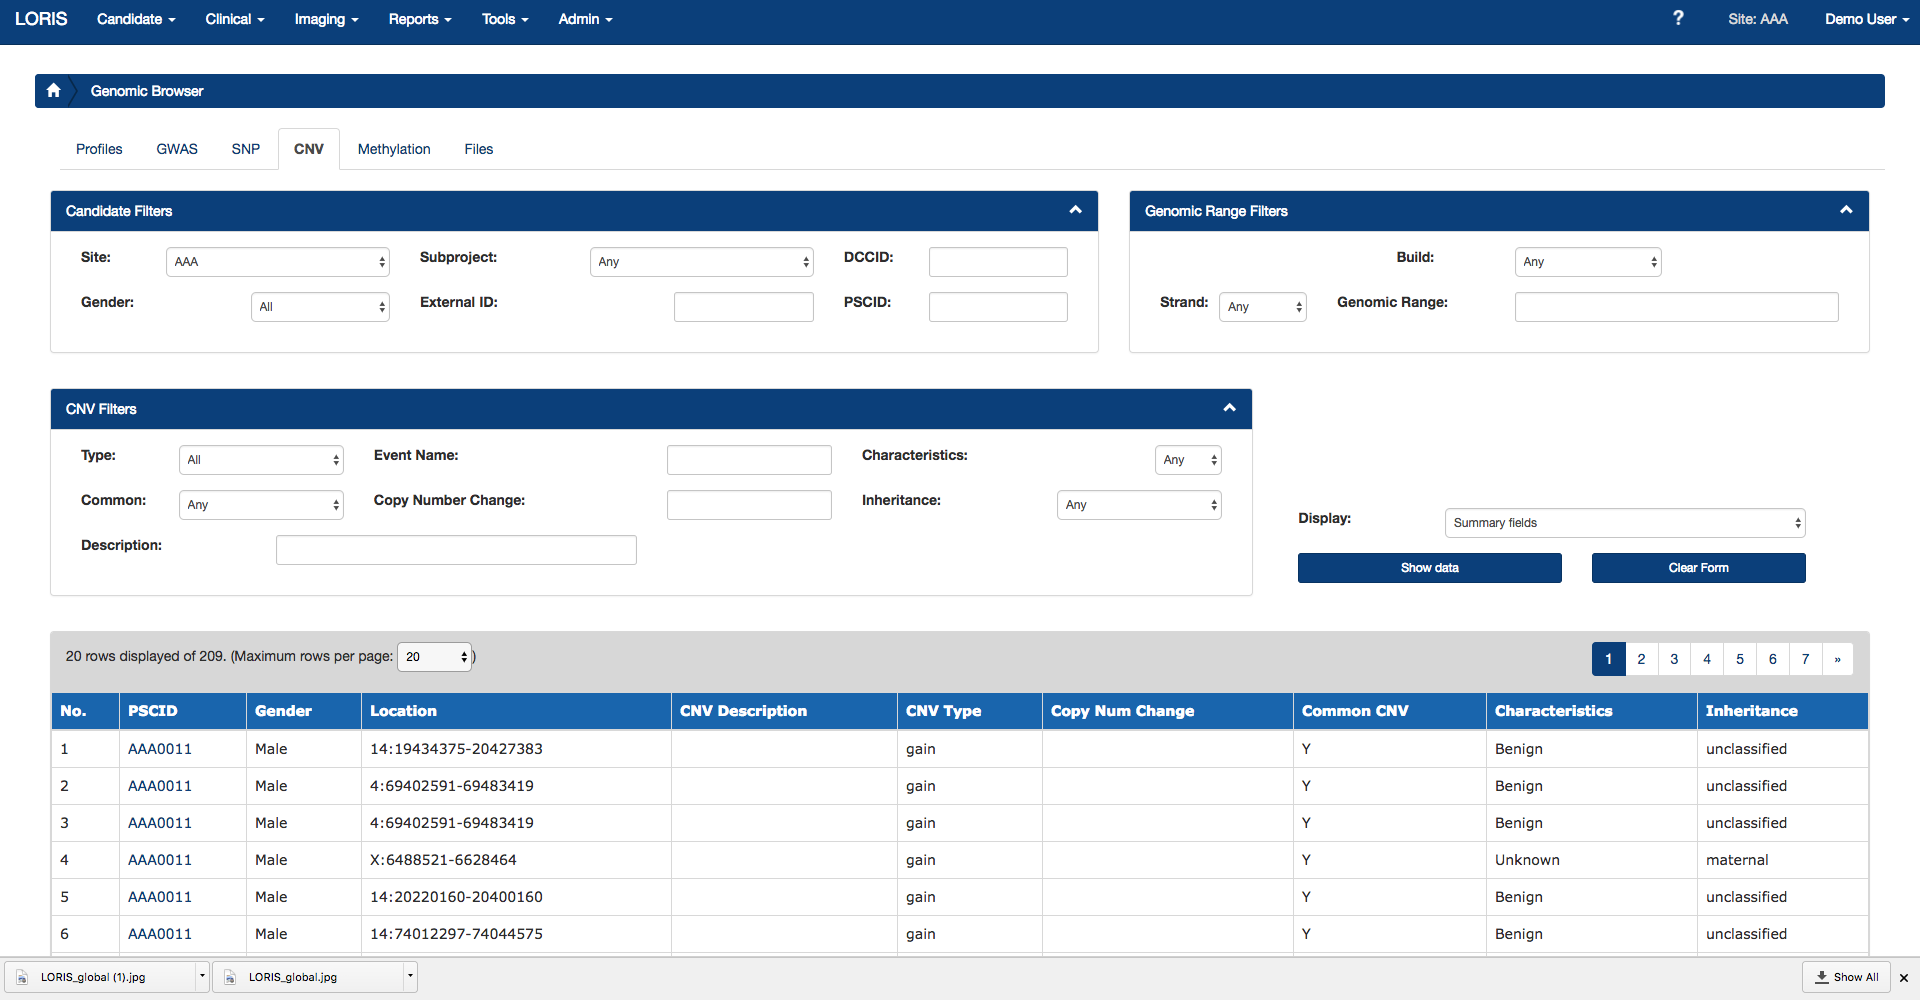 LORIS Candidate Clinical Imaging Reports Tools Admin ? Site: AAA Demo User
Genomic Browser
Profiles GWAS SNP CNV Methylation Files
Candidate Filters
Site: AAA Subproject: Any DCCID:
Gender: All External ID: PSCID:
Genomic Range Filters
Build: Any
Strand: Any Genomic Range:
CNV Filters
Type: All Event Name: Characteristics: Any
Common: Any Copy Number Change: Inheritance: Any
Description:
Display: Summary fields
Show data Clear Form
20 rows displayed of 209. (Maximum rows per page: 20 )
1 2 3 4 5 6 7 »
No. PSCID Gender Location CNV Description CNV Type Copy Num Change Common CNV Characteristics Inheritance
1 AAA0011 Male 14:19434375-20427383 gain Y Benign unclassified
2 AAA0011 Male 4:69402591-69483419 gain Y Benign unclassified
3 AAA0011 Male 4:69402591-69483419 gain Y Benign unclassified
4 AAA0011 Male X:6488521-6628464 gain Y Unknown maternal
5 AAA0011 Male 14:20220160-20400160 gain Y Benign unclassified
6 AAA0011 Male 14:74012297-74044575 gain Y Benign unclassified
LORIS_global (1).jpg LORIS_global.jpg Show All